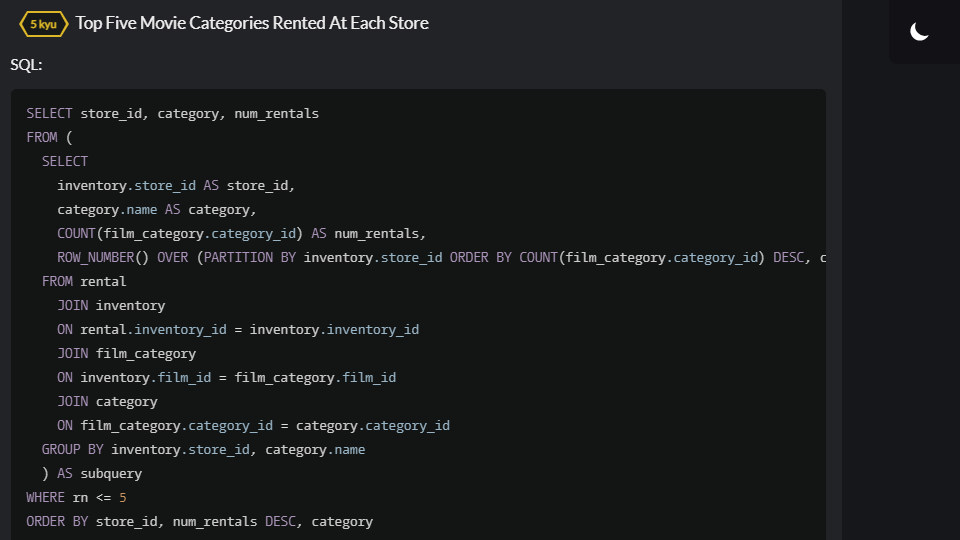 5 kyu Top Five Movie Categories Rented At Each Store
SQL:
SELECT store_id, category, num_rentals
FROM (
SELECT
inventory.store_id AS store_id,
category.name AS category,
COUNT(film_category.category_id) AS num_rentals,
ROW_NUMBER() OVER (PARTITION BY inventory.store_id ORDER BY COUNT(film_category.category_id) DESC, c
FROM rental
JOIN inventory
ON rental.inventory_id = inventory.inventory_id
JOIN film_category
ON inventory.film_id = film_category.film_id
JOIN category
ON film_category.category_id = category.category_id
GROUP BY inventory.store_id, category.name
) AS subquery
WHERE rn <= 5
ORDER BY store_id, num_rentals DESC, category